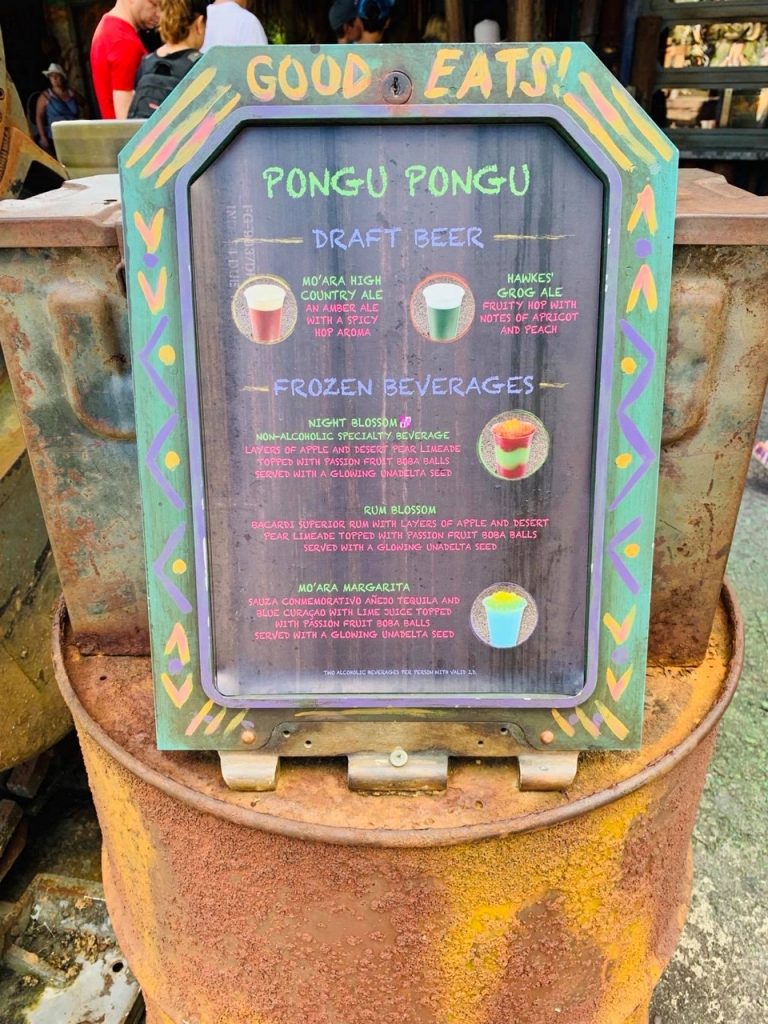 GOOD EATS!
PONGU PONGU
DRAFT BEER
MO'ARA HIGH
COUNTRY ALE
AN AMBER ALE
WITH A SPICY
HOP AROMA
HAWKES'
GROG ALE
FRUITY HOP WITH
NOTES OF APRICOT
AND PEACH
FROZEN BEVERAGES
NIGHT BLOSSOM
NON-ALCOHOLIC SPECIALTY BEVERAGE
LAYERS OF APPLE AND DESERT PEAR LIMEADE
TOPPED WITH PASSION FRUIT BOBA BALLS
SERVED WITH A GLOWING UNADELTA SEED
RUM BLOSSOM
BACARDI SUPERIOR RUM WITH LAYERS OF APPLE AND DESERT
PEAR LIMEADE TOPPED WITH PASSION FRUIT BOBA BALLS
SERVED WITH A GLOWING UNADELTA SEED
MO'ARA MARGARITA
SAUZA CONMEMORATIVO AÑEJO TEQUILA AND
BLUE CURAÇAO WITH LIME JUICE TOPPED
WITH PASSION FRUIT BOBA BALLS
SERVED WITH A GLOWING UNADELTA SEED
TWO ALCOHOLIC BEVERAGES PER PERSON WITH VALID I.D.